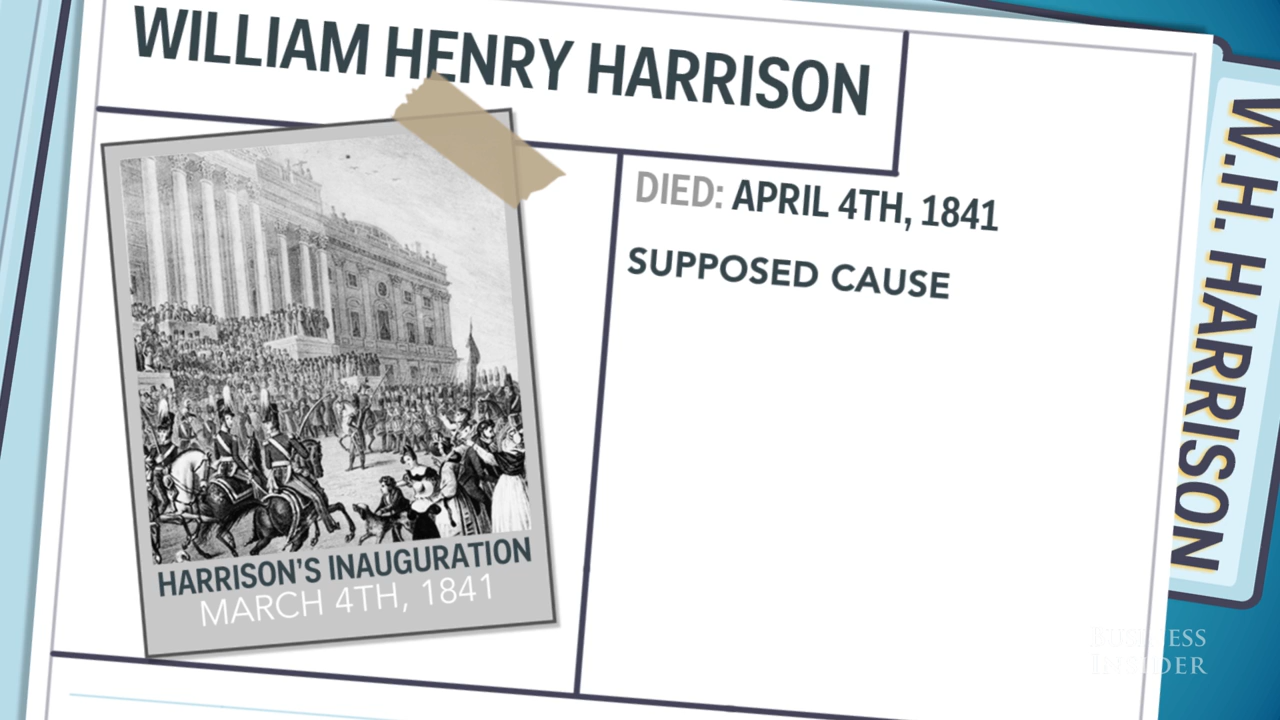 WILLIAM HENRY HARRISON
DIED: APRIL 4TH, 1841
SUPPOSED CAUSE
HARRISON'S INAUGURATION
MARCH 4TH, 1841
W.H. HARRISON
BUSINESS
INSIDER